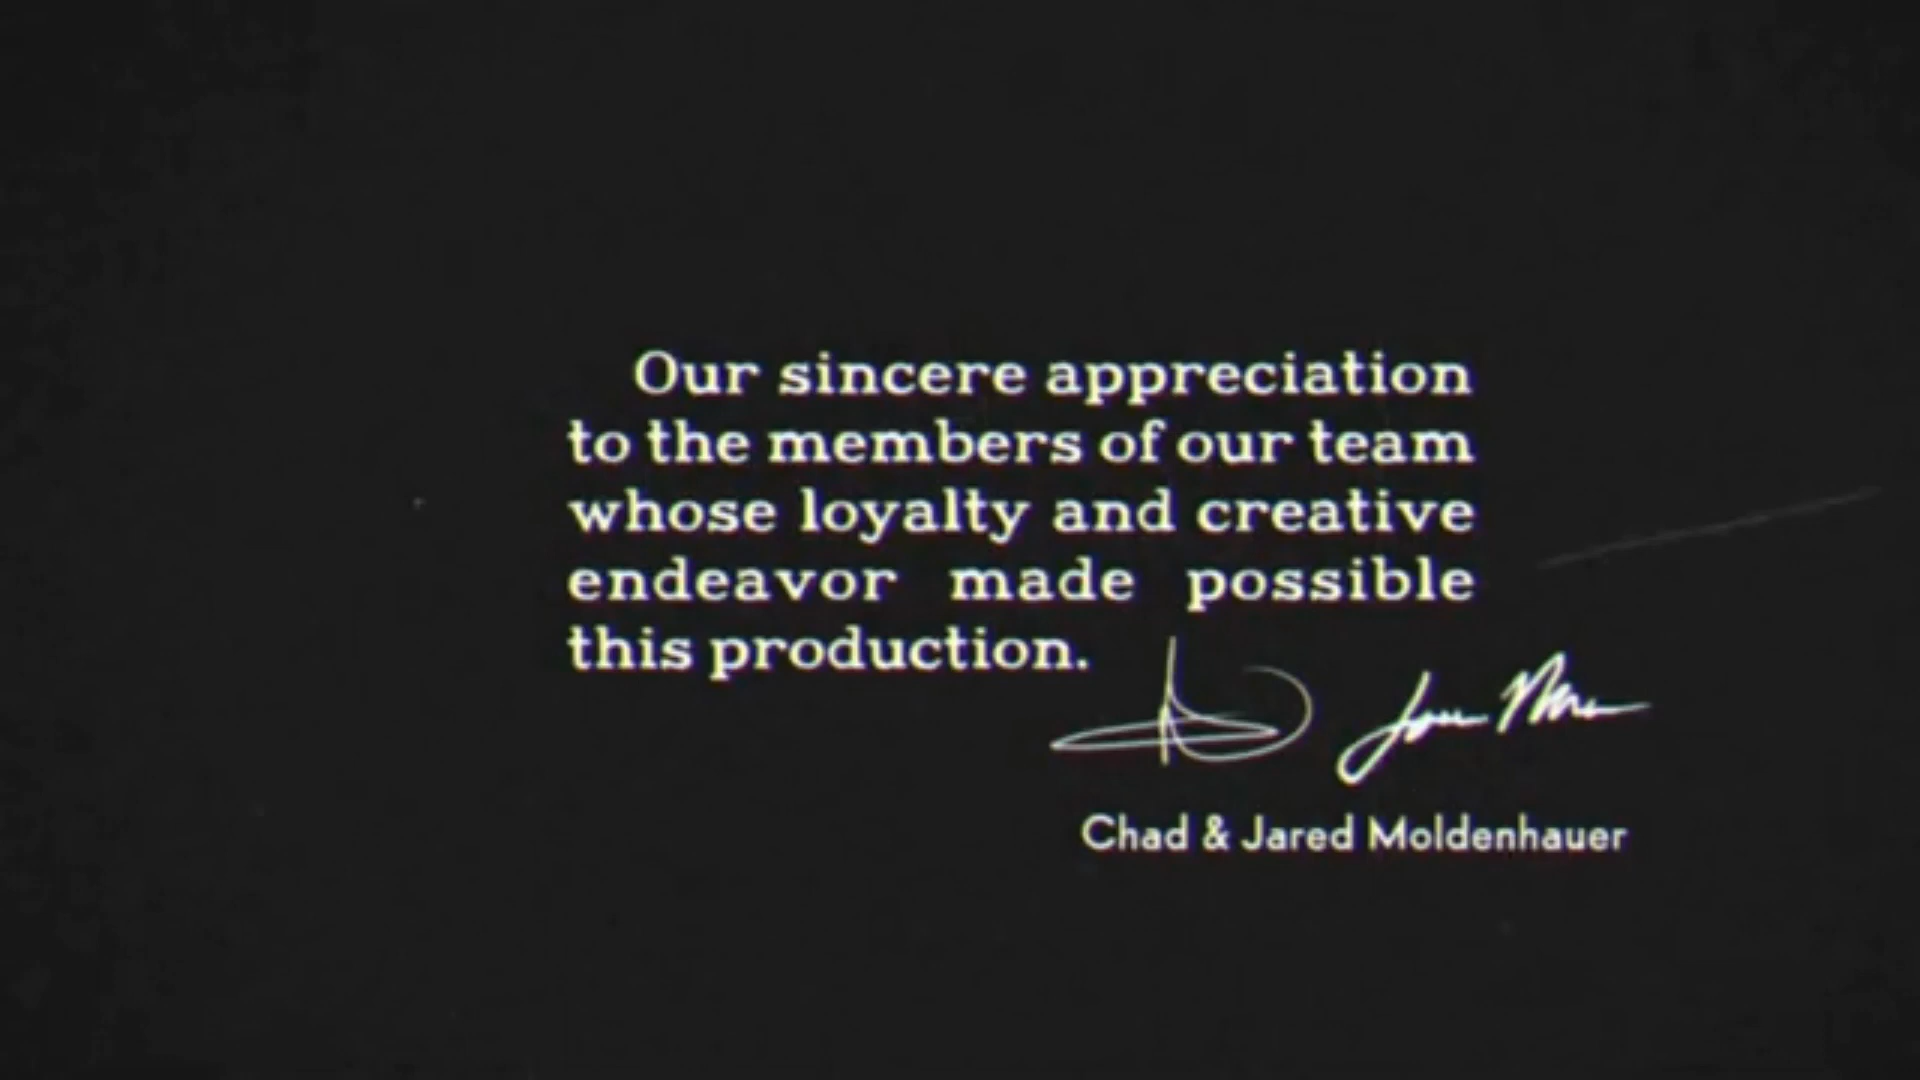 Our sincere appreciation
to the members of our team
whose loyalty and creative
endeavor made possible
this production.
Chad & Jared Moldenhauer